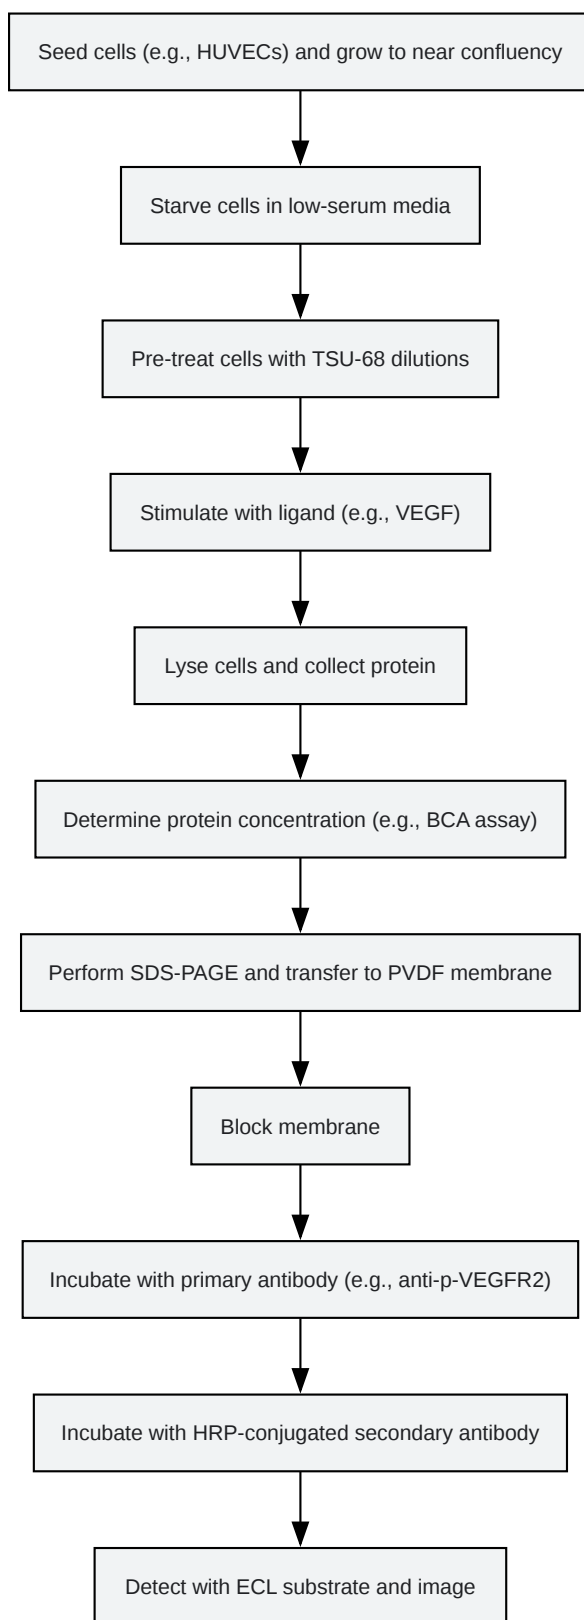 Seed cells (e.g., HUVECs) and grow to near confluency
Starve cells in low-serum media
Pre-treat cells with TSU-68 dilutions
Stimulate with ligand (e.g., VEGF)
Lyse cells and collect protein
Determine protein concentration (e.g., BCA assay)
Perform SDS-PAGE and transfer to PVDF membrane
Block membrane
Incubate with primary antibody (e.g., anti-p-VEGFR2)
Incubate with HRP-conjugated secondary antibody
Detect with ECL substrate and image